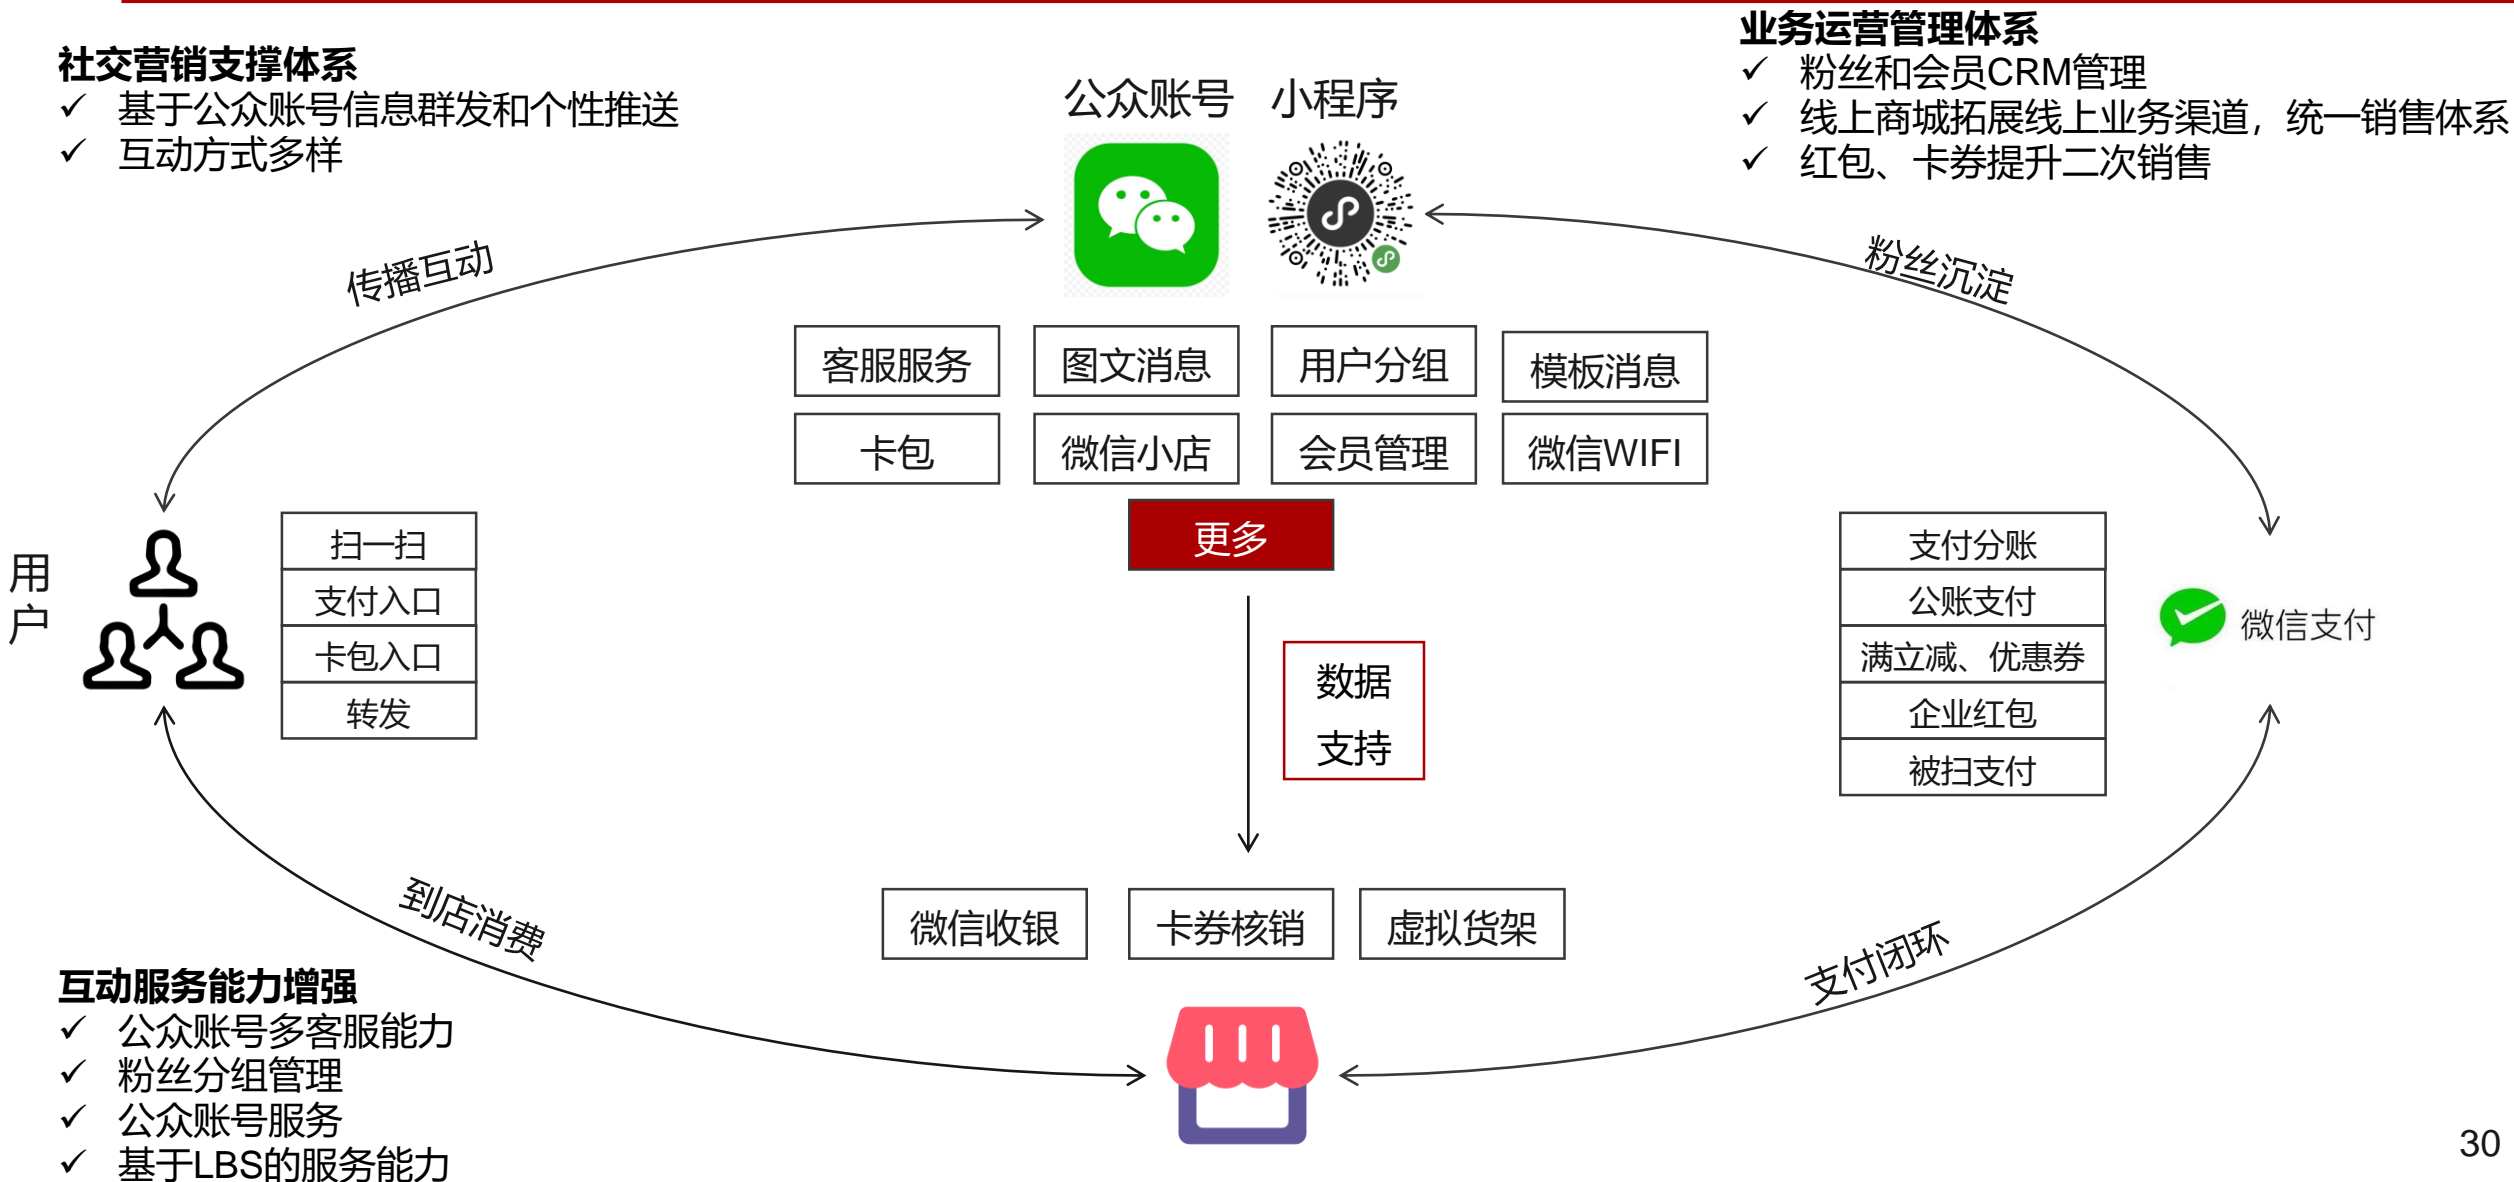 社交营销支撑体系
✓ 基于公众账号信息群发和个性推送
✓ 互动方式多样
公众账号
小程序
业务运营管理体系
✓ 粉丝和会员CRM管理
✓ 线上商城拓展线上业务渠道，统一销售体系
✓ 红包、卡券提升二次销售
传播互动
粉丝沉淀
客服服务
图文消息
用户分组
模板消息
卡包
微信小店
会员管理
微信WIFI
更多
用
户
扫一扫
支付入口
卡包入口
转发
数据
支持
支付分账
公账支付
满立减、优惠券
企业红包
被扫支付
微信支付
到店消费
支付闭环
微信收银
卡券核销
虚拟货架
互动服务能力增强
✓ 公众账号多客服能力
✓ 粉丝分组管理
✓ 公众账号服务
✓ 基于LBS的服务能力
30